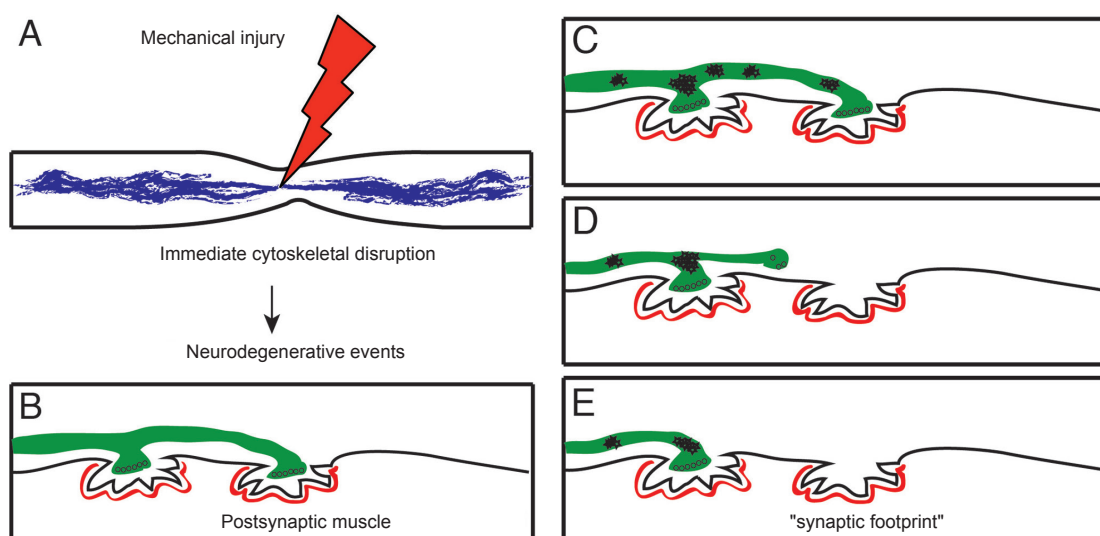 A
Mechanical injury
Immediate cytoskeletal disruption
Neurodegenerative events
B
Postsynaptic muscle
C
D
E
"synaptic footprint"